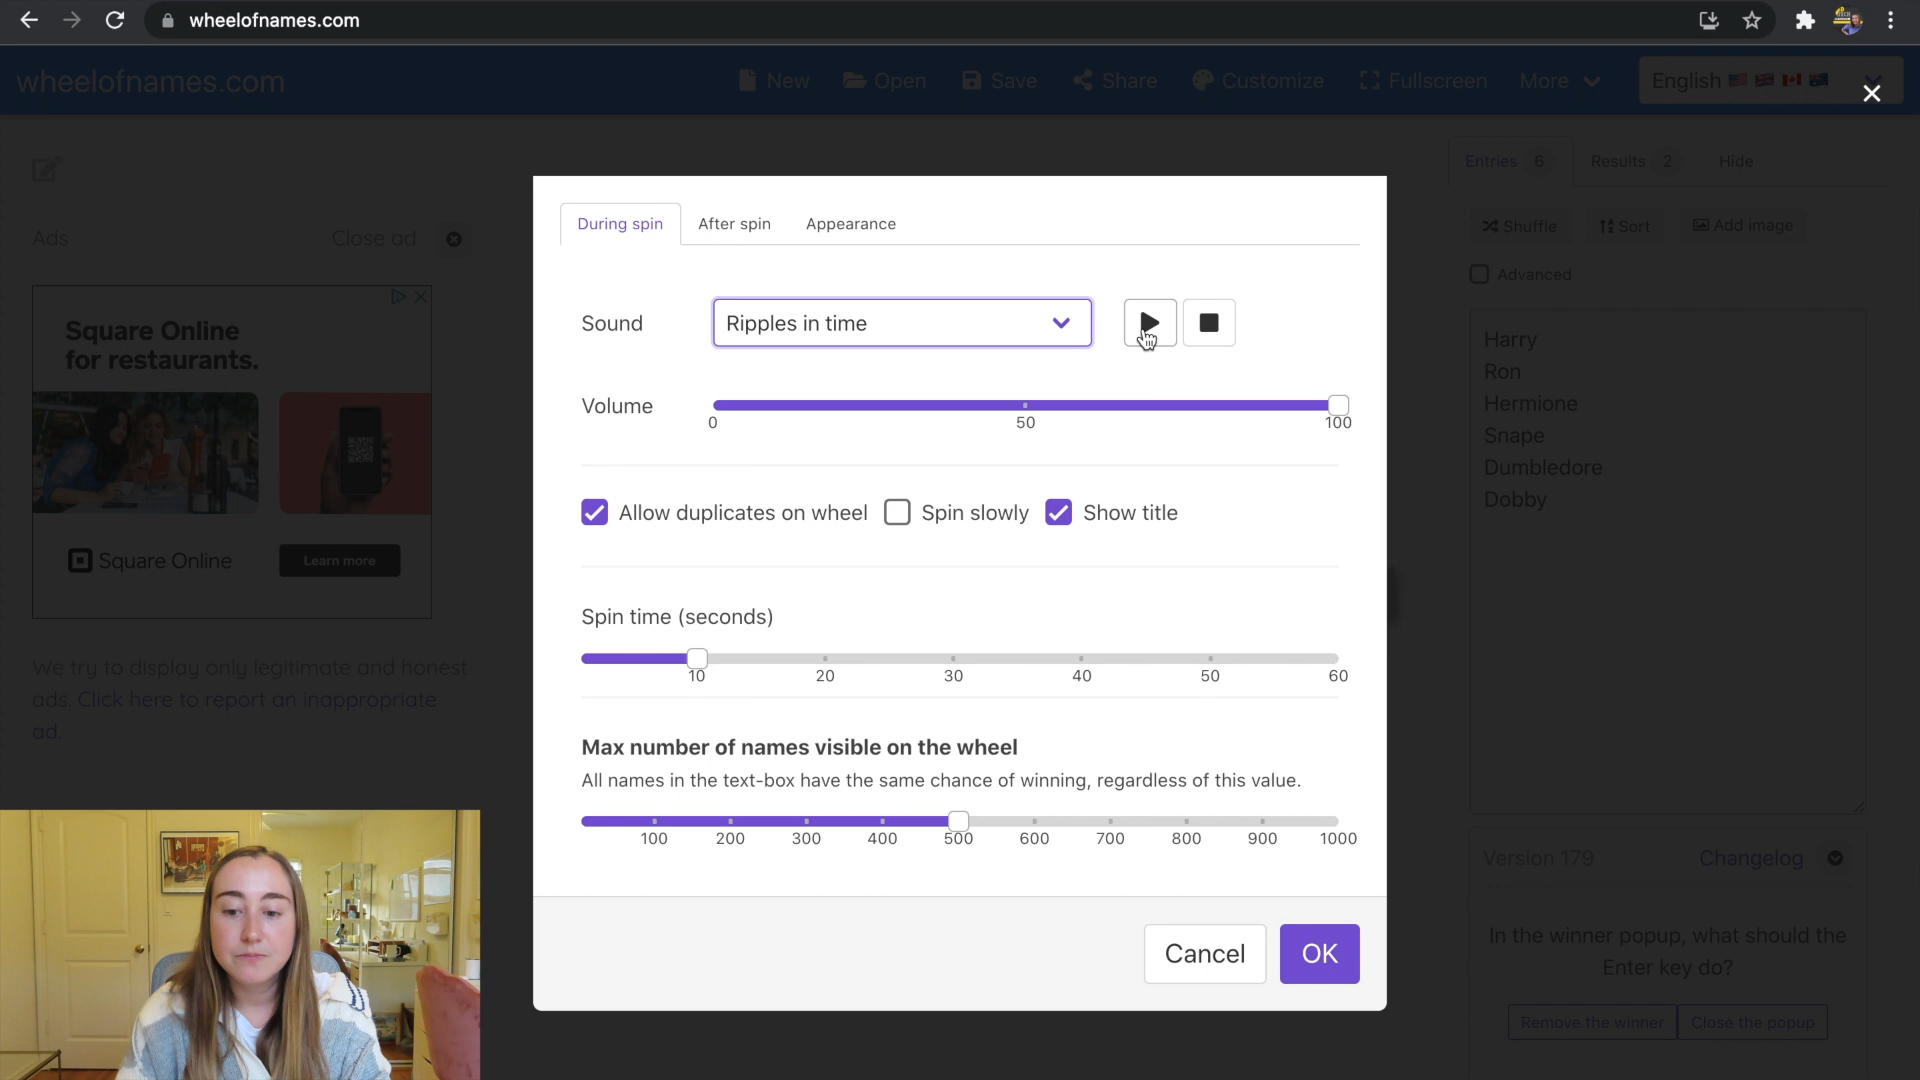 wheelofnames.com
wheelofnames.com
New
Open
Save
Share
Customize
Fullscreen
More
English
Entries 6
Results 2
Hide
Shuffle
Sort
Add image
Advanced
Harry
Ron
Hermione
Snape
Dumbledore
Dobby
Ads
Close ad
Square Online
for restaurants.
Square Online
Learn more
We try to display only legitimate and honest
ads. Click here to report an inappropriate
ad.
During spin
After spin
Appearance
Sound
Ripples in time
Volume
0
50
100
Allow duplicates on wheel
Spin slowly
Show title
Spin time (seconds)
10
20
30
40
50
60
Max number of names visible on the wheel
All names in the text-box have the same chance of winning, regardless of this value.
100
200
300
400
500
600
700
800
900
1000
Cancel
OK
Version 179
Changelog
In the winner popup, what should the
Enter key do?
Remove the winner
Close the popup